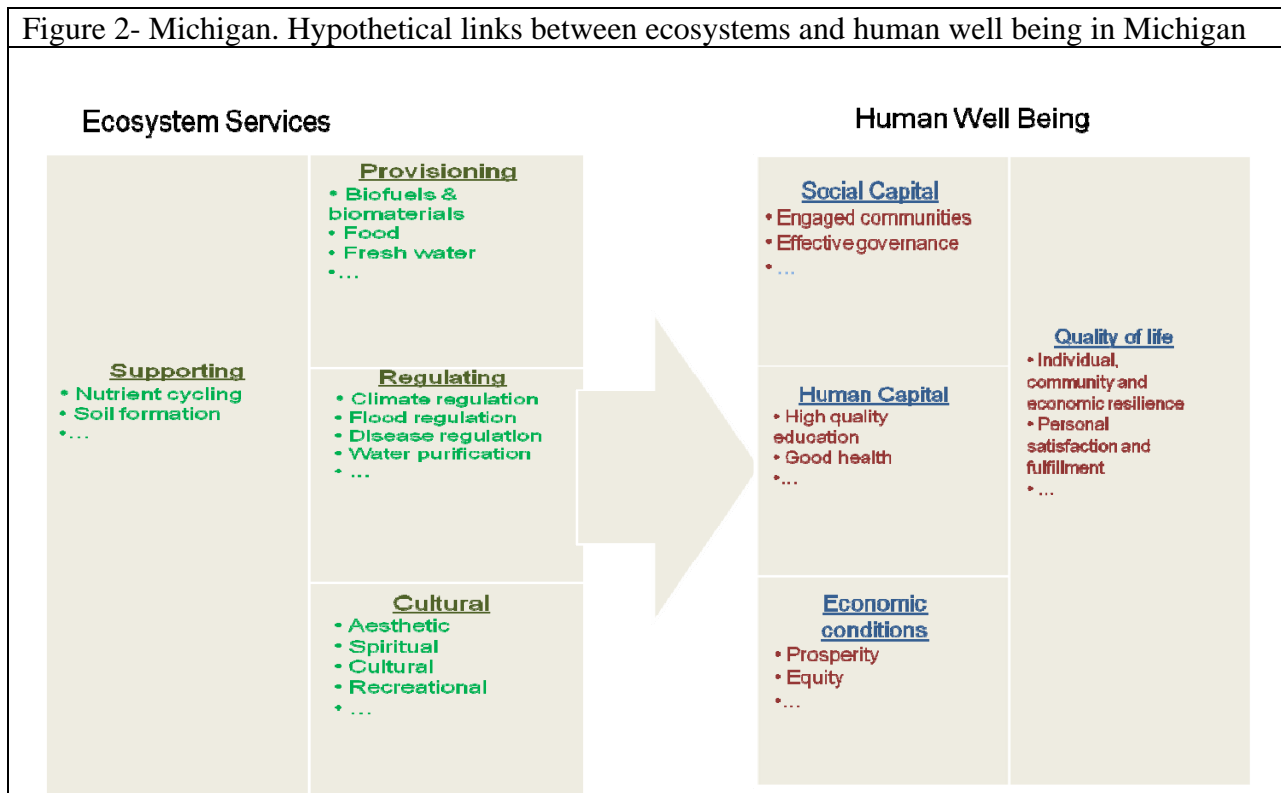 Figure 2- Michigan. Hypothetical links between ecosystems and human well being in Michigan
Ecosystem Services
Supporting
• Nutrient cycling
• Soil formation
•...
Provisioning
• Biofuels &
biomaterials
• Food
• Fresh water
•...
Regulating
• Climate regulation
• Flood regulation
• Disease regulation
• Water purification
• ...
Cultural
• Aesthetic
• Spiritual
• Cultural
• Recreational
• ...
Human Well Being
Social Capital
• Engaged communities
• Effective governance
• ...
Human Capital
• High quality
education
• Good health
•...
Economic
conditions
• Prosperity
• Equity
•...
Quality of life
• Individual,
community and
economic resilience
• Personal
satisfaction and
fulfillment
• ...